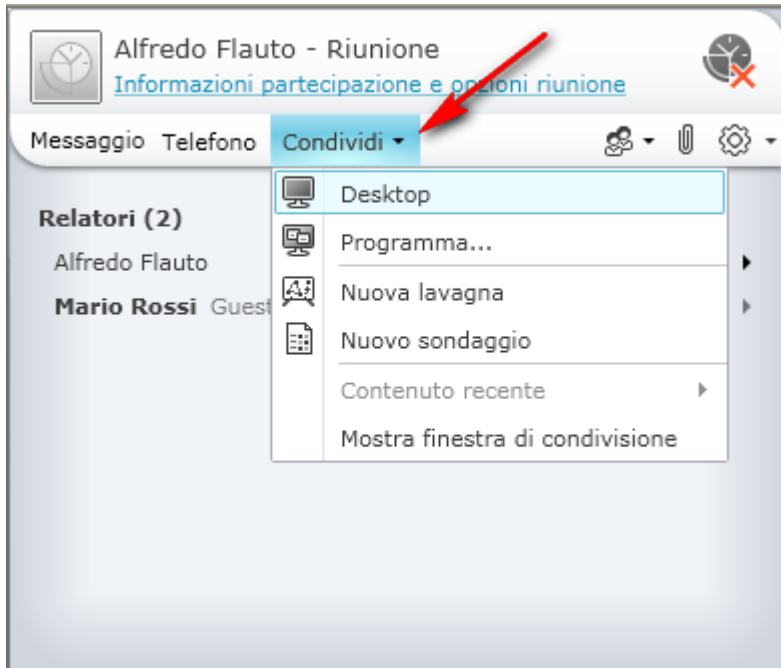 Alfredo Flauto - Riunione
Informazioni partecipazione e opzioni riunione
Messaggio Telefono Condividi
Desktop
Relatori (2)
Programma...
Alfredo Flauto
Nuova lavagna
Mario Rossi Guest
Nuovo sondaggio
Contenuto recente
Mostra finestra di condivisione